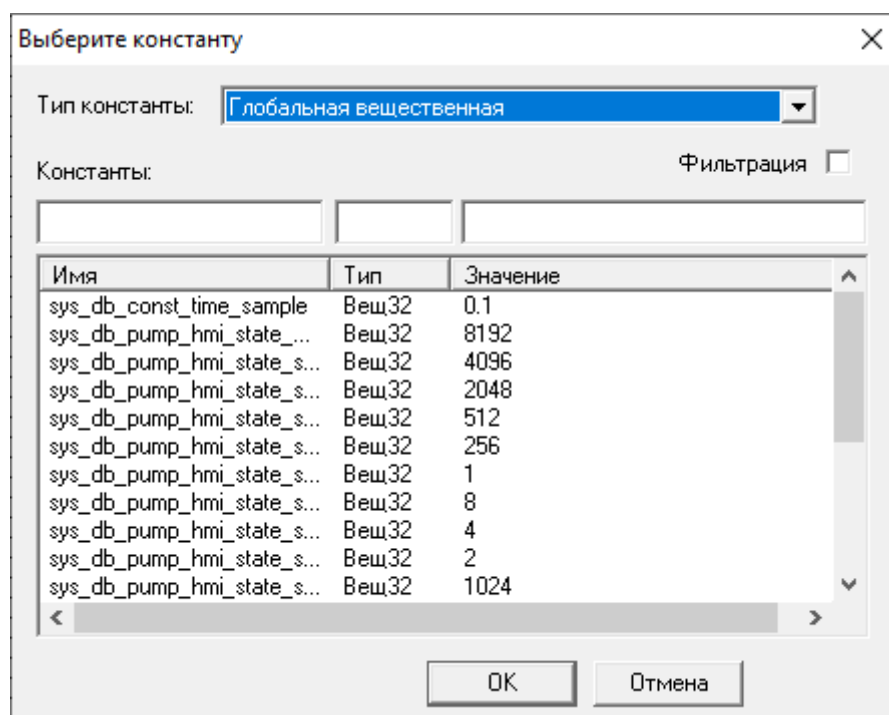 Выберите константу
Тип константы: Глобальная вещественная
Константы: Фильтрация
Имя Тип Значение
sys_db_const_time_sample Вещ32 0.1
sys_db_pump_hmi_state_... Вещ32 8192
sys_db_pump_hmi_state_s... Вещ32 4096
sys_db_pump_hmi_state_s... Вещ32 2048
sys_db_pump_hmi_state_s... Вещ32 512
sys_db_pump_hmi_state_s... Вещ32 256
sys_db_pump_hmi_state_s... Вещ32 1
sys_db_pump_hmi_state_s... Вещ32 8
sys_db_pump_hmi_state_s... Вещ32 4
sys_db_pump_hmi_state_s... Вещ32 2
sys_db_pump_hmi_state_s... Вещ32 1024
OK Отмена